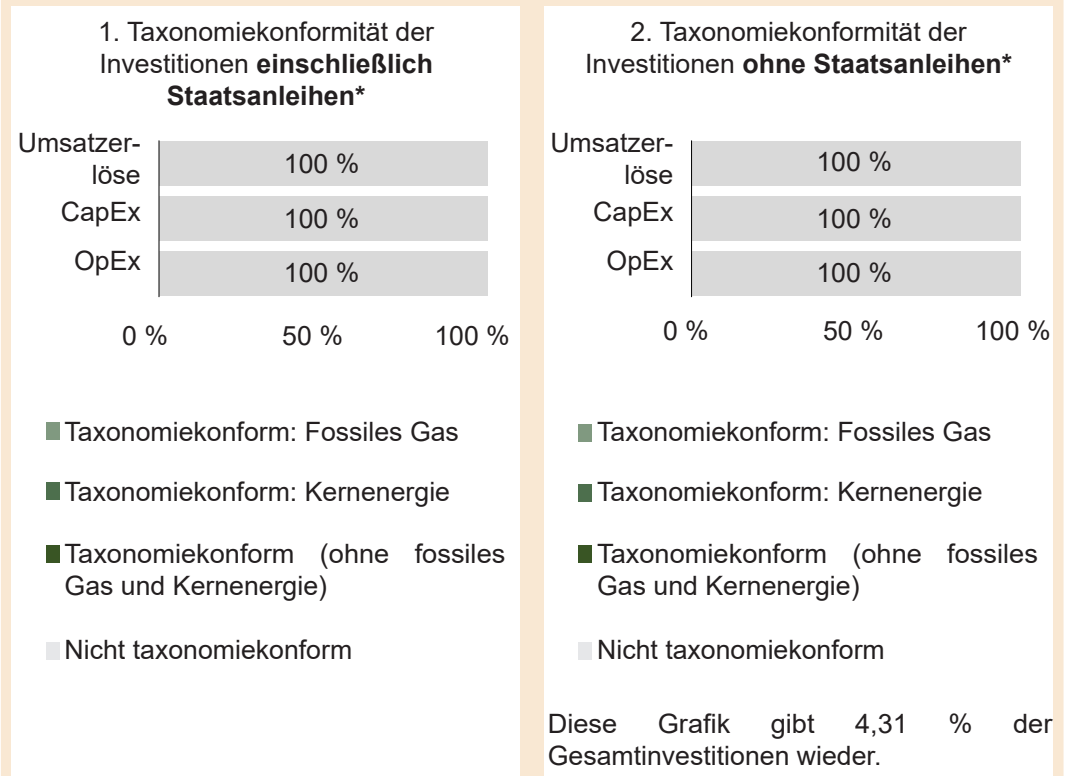 1. Taxonomiekonformität der
Investitionen einschließlich
Staatsanleihen*
Umsatzer-
löse
100 %
CapEx
100 %
OpEx
100 %
0 % 50 % 100 %
Taxonomiekonform: Fossiles Gas
Taxonomiekonform: Kernenergie
Taxonomiekonform (ohne fossiles
Gas und Kernenergie)
Nicht taxonomiekonform
2. Taxonomiekonformität der
Investitionen ohne Staatsanleihen*
Umsatzer-
löse
100 %
CapEx
100 %
OpEx
100 %
0 % 50 % 100 %
Taxonomiekonform: Fossiles Gas
Taxonomiekonform: Kernenergie
Taxonomiekonform (ohne fossiles
Gas und Kernenergie)
Nicht taxonomiekonform
Diese Grafik gibt 4,31 % der
Gesamtinvestitionen wieder.